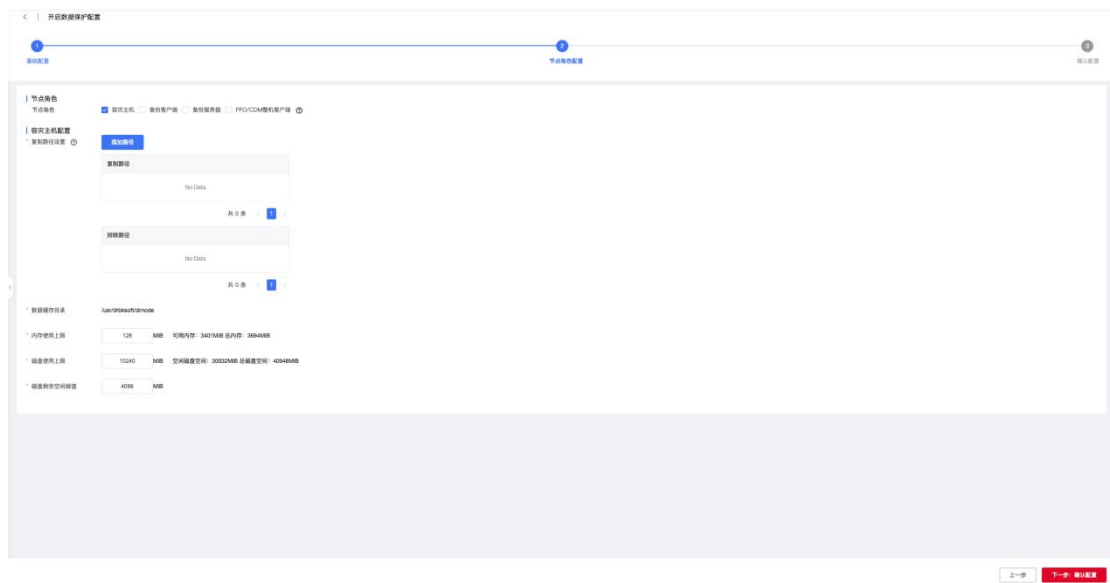 开启数据保护配置
1
2
3
基础配置
节点角色配置
确认配置
节点角色
节点角色 容灾主机 备份客户端 备份服务器 FFO/COM整机客户端
容灾主机配置
* 复制路径设置 添加路径
复制路径
No Data
共 0 条 < 1 >
排除路径
No Data
共 0 条 < 1 >
* 数据缓存目录 /usr/drbksoft/drnode
* 内存使用上限 128 MiB 可用内存：3401MiB 总内存：3694MiB
* 磁盘使用上限 10240 MiB 空闲磁盘空间：30032MiB 总磁盘空间：40948MiB
* 磁盘剩余空间阈值 4096 MiB
上一步 下一步：确认配置